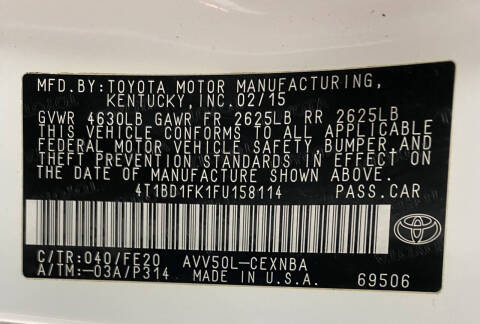 MFD.BY:TOYOTA MOTOR MANUFACTURING,
KENTUCKY,INC.02/15
GVWR 4630LB GAWR FR 2625LB RR 2625LB
THIS VEHICLE CONFORMS TO ALL APPLICABLE
FEDERAL MOTOR VEHICLE SAFETY,BUMPER,AND
THEFT PREVENTION STANDARDS IN EFFECT ON
THE DATE OF MANUFACTURE SHOWN ABOVE.
4T1BD1FK1FU158114 PASS.CAR
C/TR:040/FE20 AVV50L-CEXNBA
A/TM:-03A/P314 MADE IN U.S.A. 69506